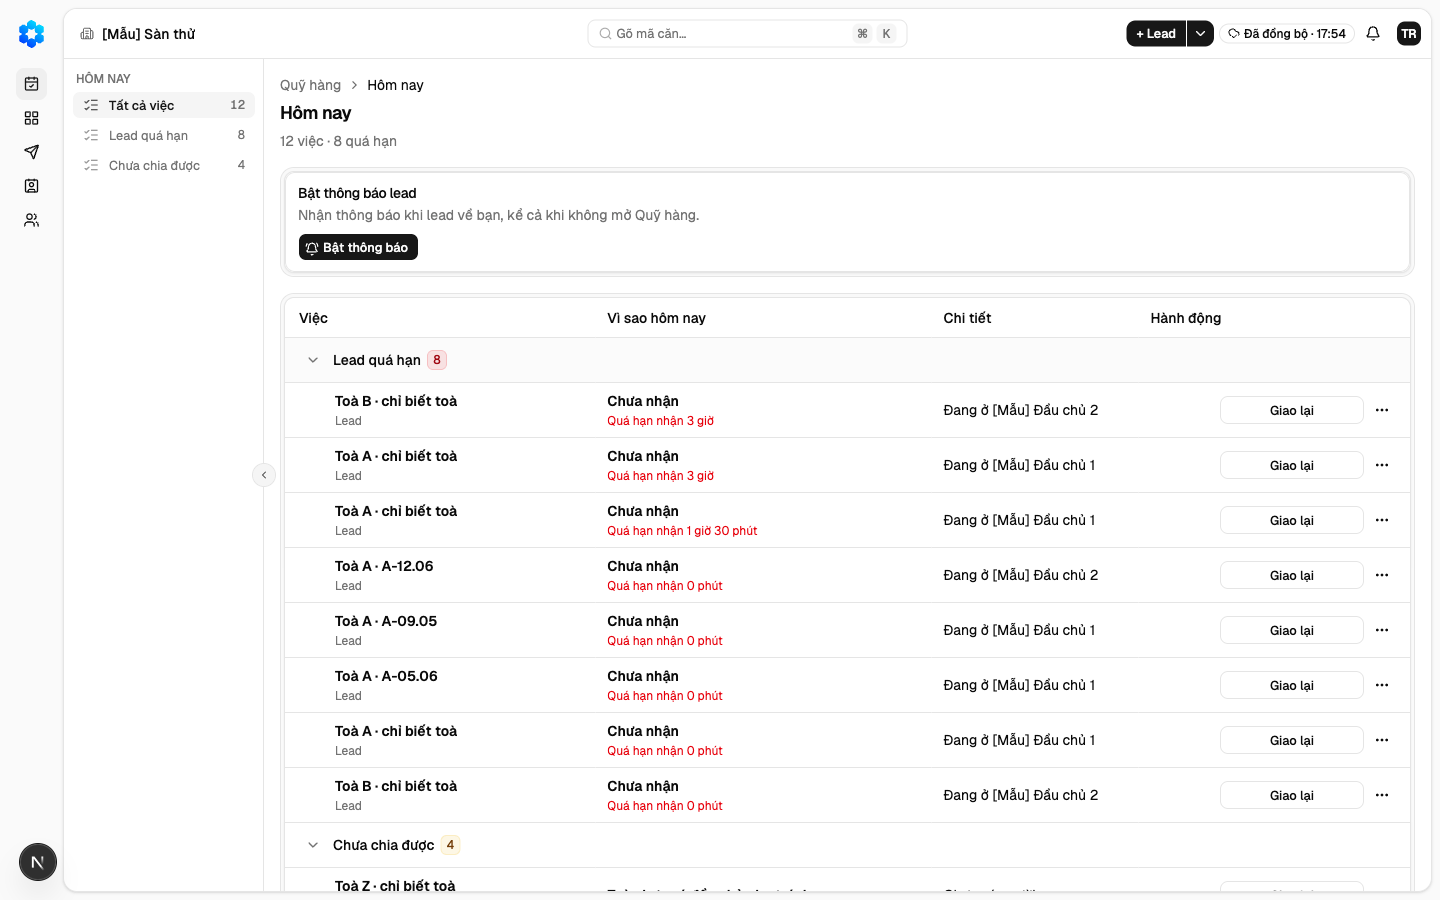 [Mẫu] Sàn thử
Gõ mã căn...
⌘ K
+ Lead
Đã đồng bộ · 17:54
TR
HÔM NAY
Tất cả việc 12
Lead quá hạn 8
Chưa chia được 4
Quỹ hàng > Hôm nay
Hôm nay
12 việc · 8 quá hạn
Bật thông báo lead
Nhận thông báo khi lead về bạn, kể cả khi không mở Quỹ hàng.
Bật thông báo
Việc Vì sao hôm nay Chi tiết Hành động
Lead quá hạn 8
Toà B · chỉ biết toà Chưa nhận Đang ở [Mẫu] Đầu chủ 2 Giao lại
Lead Quá hạn nhận 3 giờ
Toà A · chỉ biết toà Chưa nhận Đang ở [Mẫu] Đầu chủ 1 Giao lại
Lead Quá hạn nhận 3 giờ
Toà A · chỉ biết toà Chưa nhận Đang ở [Mẫu] Đầu chủ 1 Giao lại
Lead Quá hạn nhận 1 giờ 30 phút
Toà A · A-12.06 Chưa nhận Đang ở [Mẫu] Đầu chủ 2 Giao lại
Lead Quá hạn nhận 0 phút
Toà A · A-09.05 Chưa nhận Đang ở [Mẫu] Đầu chủ 1 Giao lại
Lead Quá hạn nhận 0 phút
Toà A · A-05.06 Chưa nhận Đang ở [Mẫu] Đầu chủ 1 Giao lại
Lead Quá hạn nhận 0 phút
Toà A · chỉ biết toà Chưa nhận Đang ở [Mẫu] Đầu chủ 1 Giao lại
Lead Quá hạn nhận 0 phút
Toà B · chỉ biết toà Chưa nhận Đang ở [Mẫu] Đầu chủ 2 Giao lại
Lead Quá hạn nhận 0 phút
Chưa chia được 4
Toà Z · chỉ biết toà
N